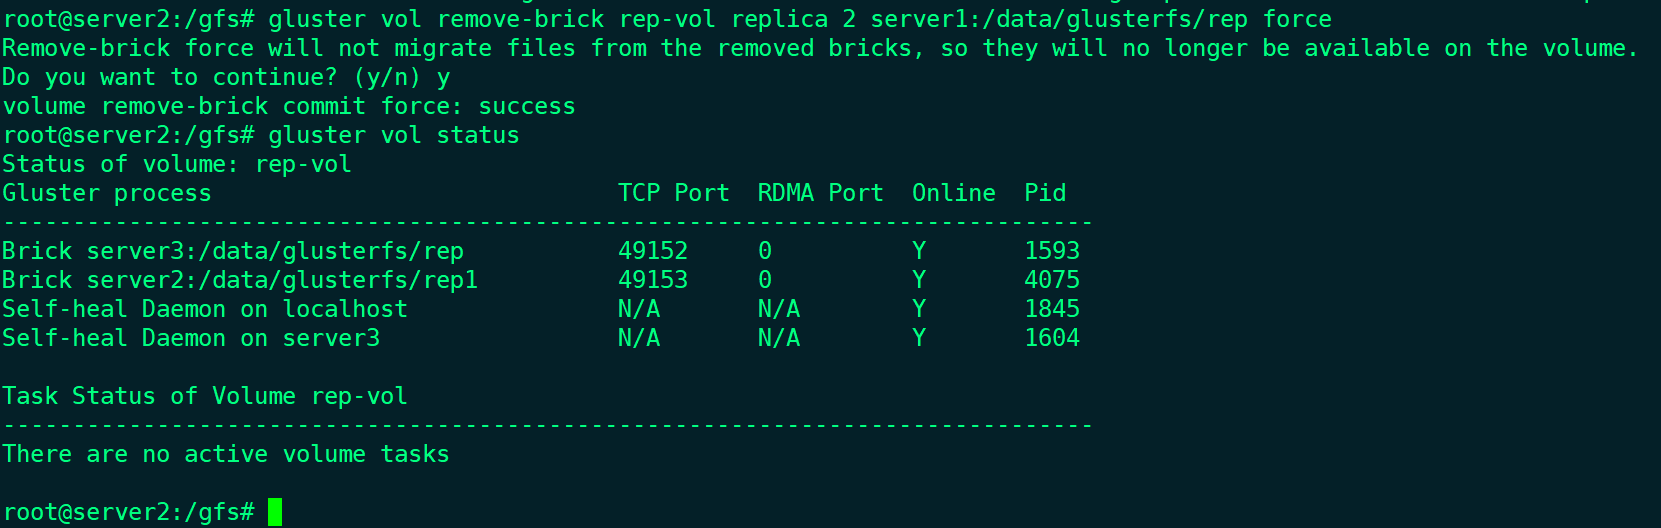 root@server2:/gfs# gluster vol remove-brick rep-vol replica 2 server1:/data/glusterfs/rep force
Remove-brick force will not migrate files from the removed bricks, so they will no longer be available on the volume.
Do you want to continue? (y/n) y
volume remove-brick commit force: success
root@server2:/gfs# gluster vol status
Status of volume: rep-vol
Gluster process                             TCP Port  RDMA Port  Online  Pid
------------------------------------------------------------------------------
Brick server3:/data/glusterfs/rep           49152     0          Y       1593
Brick server2:/data/glusterfs/rep1          49153     0          Y       4075
Self-heal Daemon on localhost               N/A       N/A        Y       1845
Self-heal Daemon on server3                 N/A       N/A        Y       1604

Task Status of Volume rep-vol
------------------------------------------------------------------------------
There are no active volume tasks

root@server2:/gfs#